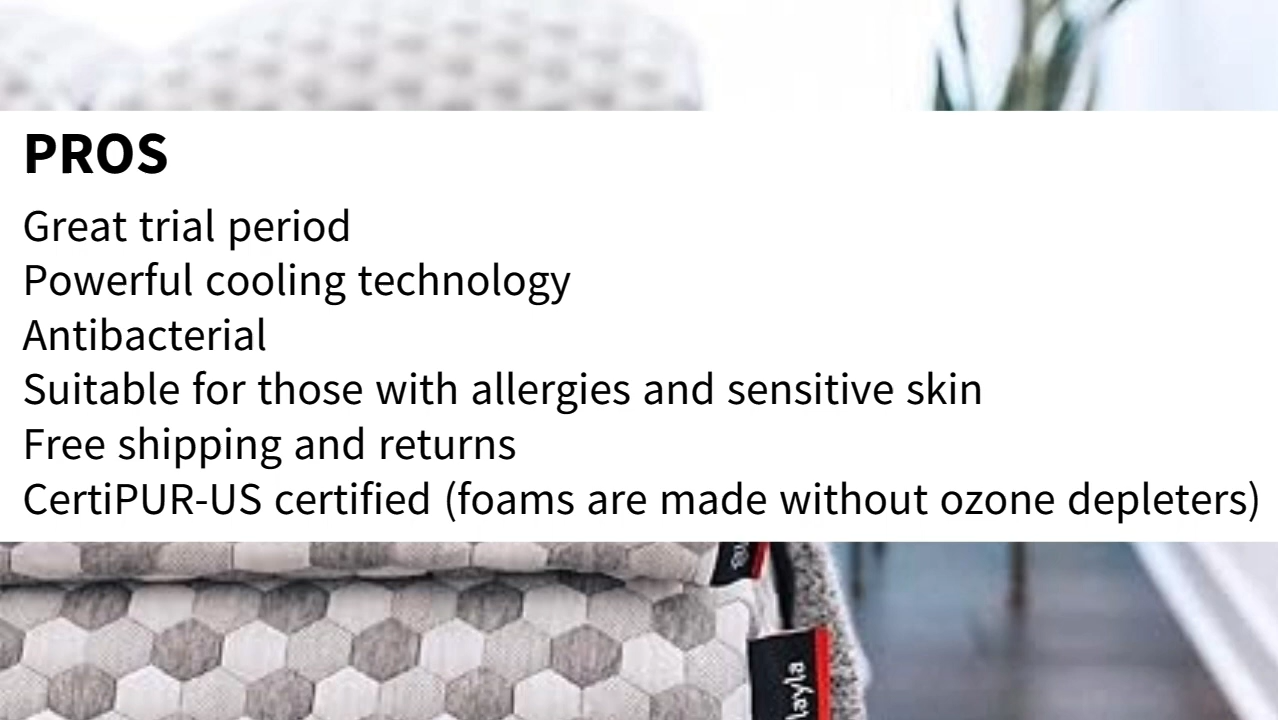 PROS
Great trial period
Powerful cooling technology
Antibacterial
Suitable for those with allergies and sensitive skin
Free shipping and returns
CertiPUR-US certified (foams are made without ozone depleters)
layla